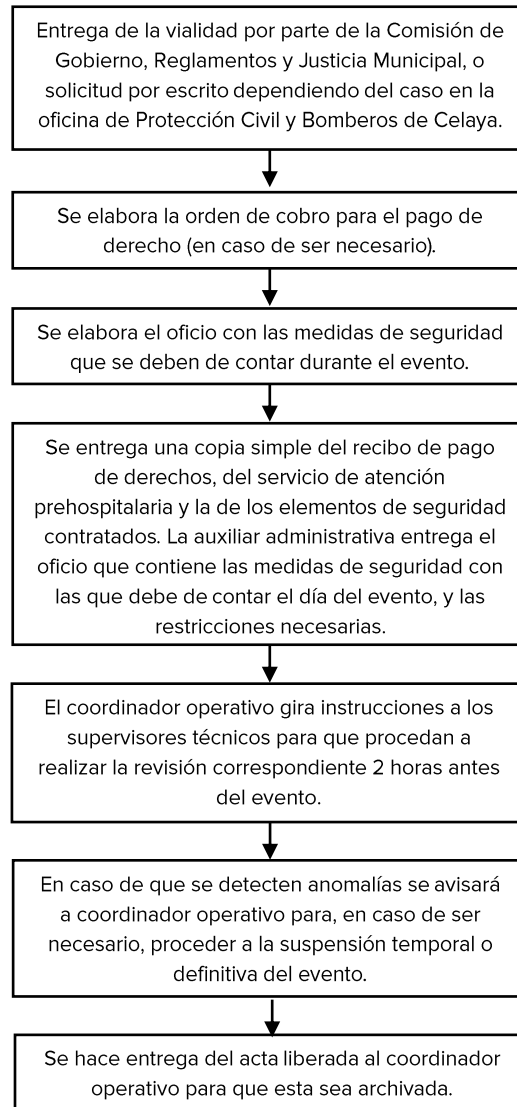 Entrega de la vialidad por parte de la Comisión de
Gobierno, Reglamentos y Justicia Municipal, o
solicitud por escrito dependiendo del caso en la
oficina de Protección Civil y Bomberos de Celaya.
Se elabora la orden de cobro para el pago de
derecho (en caso de ser necesario).
Se elabora el oficio con las medidas de seguridad
que se deben de contar durante el evento.
Se entrega una copia simple del recibo de pago
de derechos, del servicio de atención
prehospitalaria y la de los elementos de seguridad
contratados. La auxiliar administrativa entrega el
oficio que contiene las medidas de seguridad con
las que debe de contar el día del evento, y las
restricciones necesarias.
El coordinador operativo gira instrucciones a los
supervisores técnicos para que procedan a
realizar la revisión correspondiente 2 horas antes
del evento.
En caso de que se detecten anomalías se avisará
a coordinador operativo para, en caso de ser
necesario, proceder a la suspensión temporal o
definitiva del evento.
Se hace entrega del acta liberada al coordinador
operativo para que esta sea archivada.